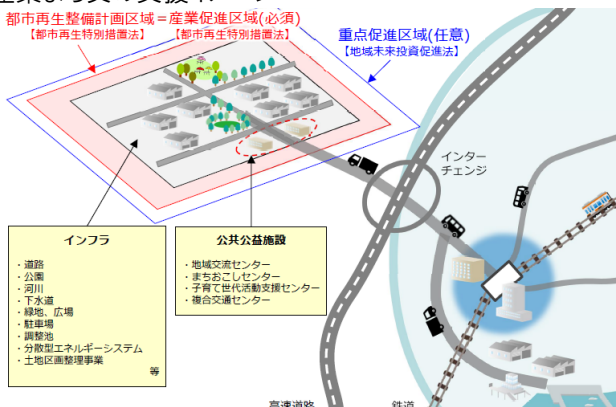 都市再生整備計画区域＝産業促進区域(必須)
【都市再生特別措置法】 【都市再生特別措置法】
重点促進区域(任意)
【地域未来投資促進法】
インター
チェンジ
インフラ
・道路
・公園
・河川
・下水道
・緑地、広場
・駐車場
・調整池
・分散型エネルギーシステム
・土地区画整理事業
等
公共公益施設
・地域交流センター
・まちおこしセンター
・子育て世代活動支援センター
・複合交通センター
高速道路
鉄道